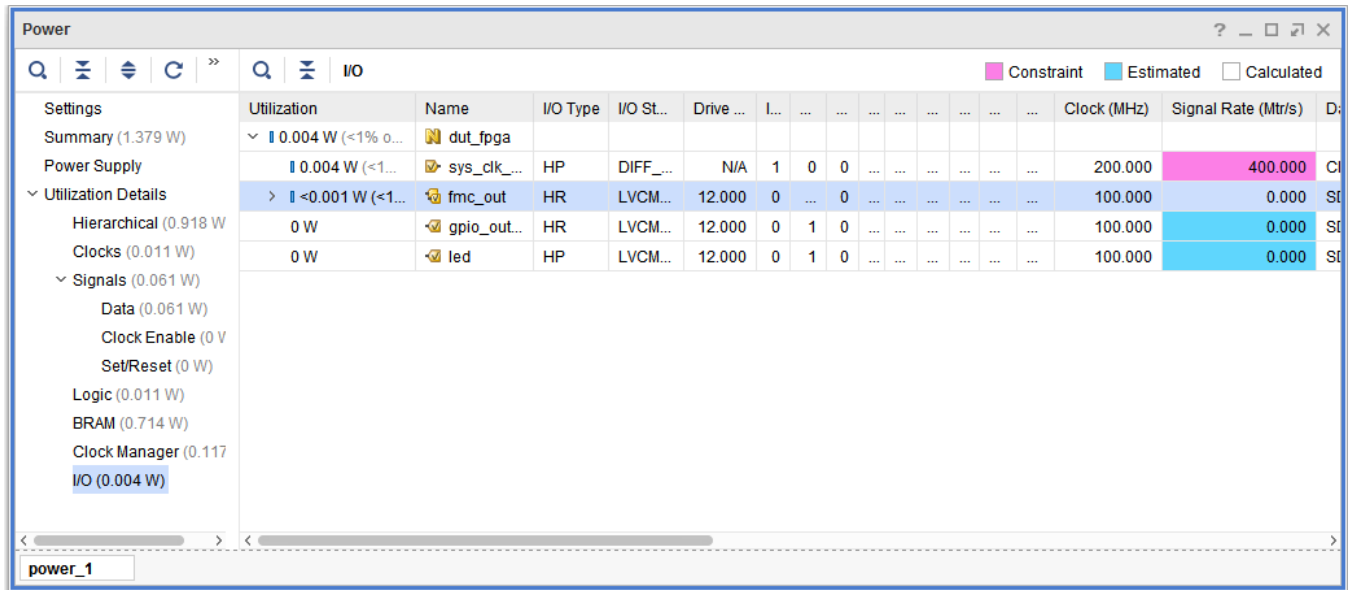 Power
I/O Constraint Estimated Calculated
Settings
Summary (1.379 W)
Power Supply
Utilization Details
Hierarchical (0.918 W
Clocks (0.011 W)
Signals (0.061 W)
Data (0.061 W)
Clock Enable (0 W
Set/Reset (0 W)
Logic (0.011 W)
BRAM (0.714 W)
Clock Manager (0.117
I/O (0.004 W)
Utilization Name I/O Type I/O St... Drive ... I... ... ... ... ... ... ... ... Clock (MHz) Signal Rate (Mtr/s) Da
0.004 W (<1% o... dut_fpga
0.004 W (<1... sys_clk_... HP DIFF_... N/A 1 0 0 ... ... ... ... ... 200.000 400.000 Cl
<0.001 W (<1... fmc_out HR LVCM... 12.000 0 ... 0 ... ... ... ... ... 100.000 0.000 SD
0 W gpio_out... HR LVCM... 12.000 0 1 0 ... ... ... ... ... 100.000 0.000 SD
0 W led HP LVCM... 12.000 0 1 0 ... ... ... ... ... 100.000 0.000 SD
power_1